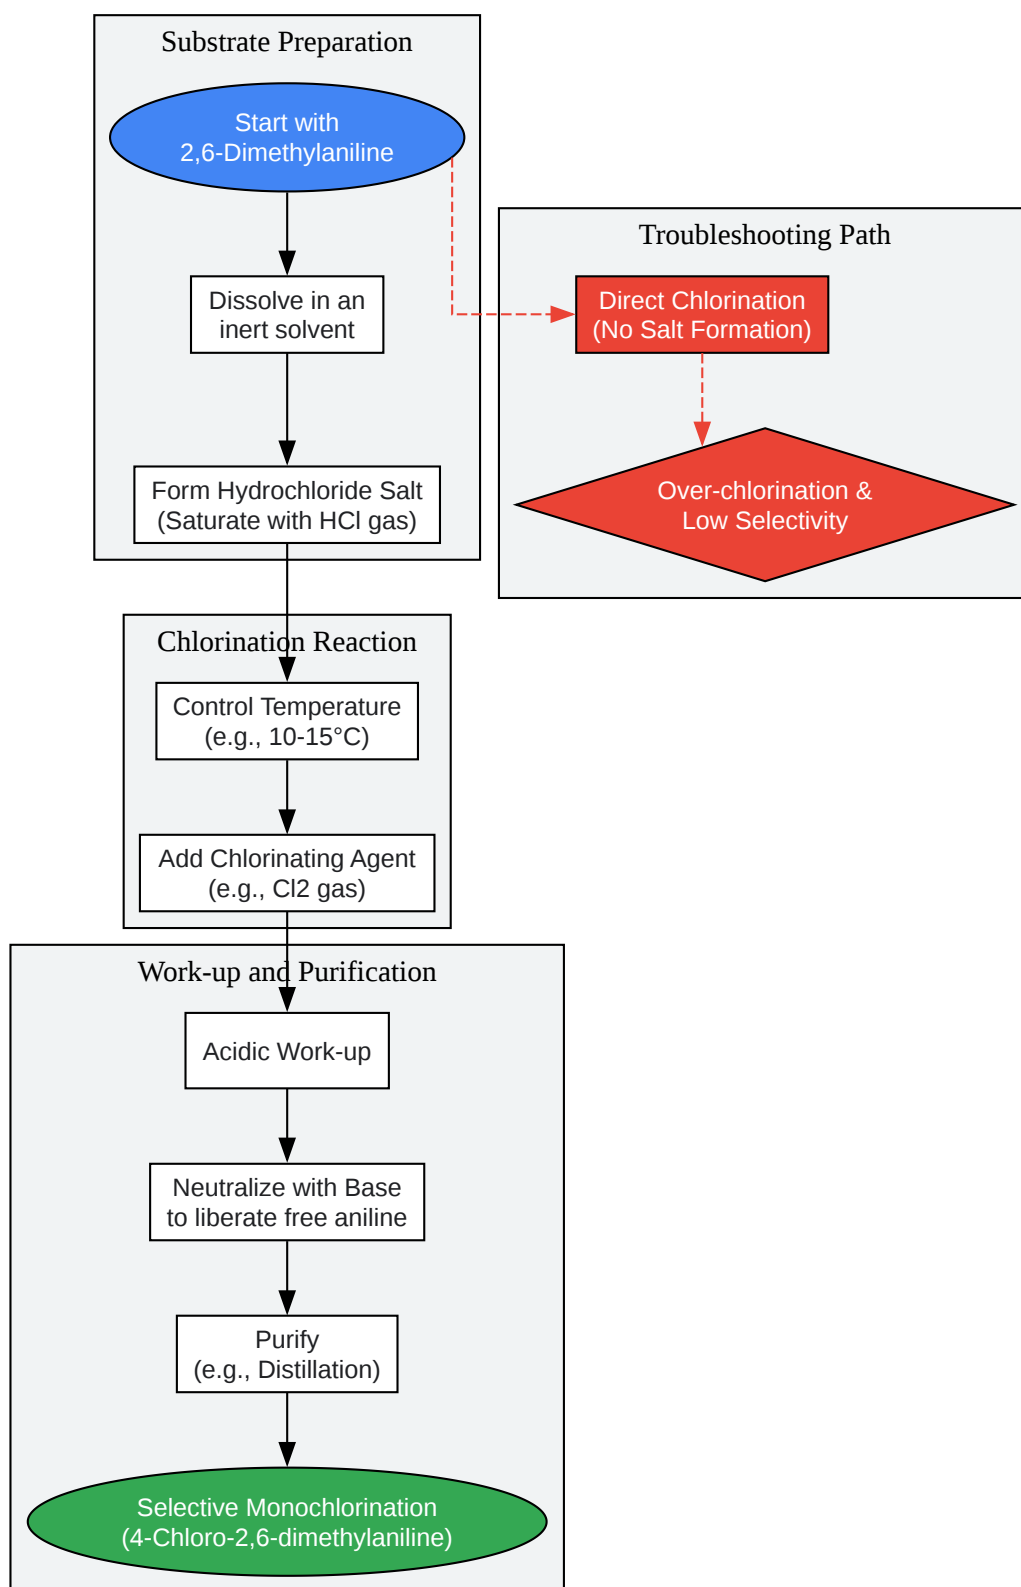 Substrate Preparation
Start with
2,6-Dimethylaniline
Dissolve in an
inert solvent
Form Hydrochloride Salt
(Saturate with HCl gas)
Troubleshooting Path
Direct Chlorination
(No Salt Formation)
Over-chlorination &
Low Selectivity
Chlorination Reaction
Control Temperature
(e.g., 10-15°C)
Add Chlorinating Agent
(e.g., Cl2 gas)
Work-up and Purification
Acidic Work-up
Neutralize with Base
to liberate free aniline
Purify
(e.g., Distillation)
Selective Monochlorination
(4-Chloro-2,6-dimethylaniline)